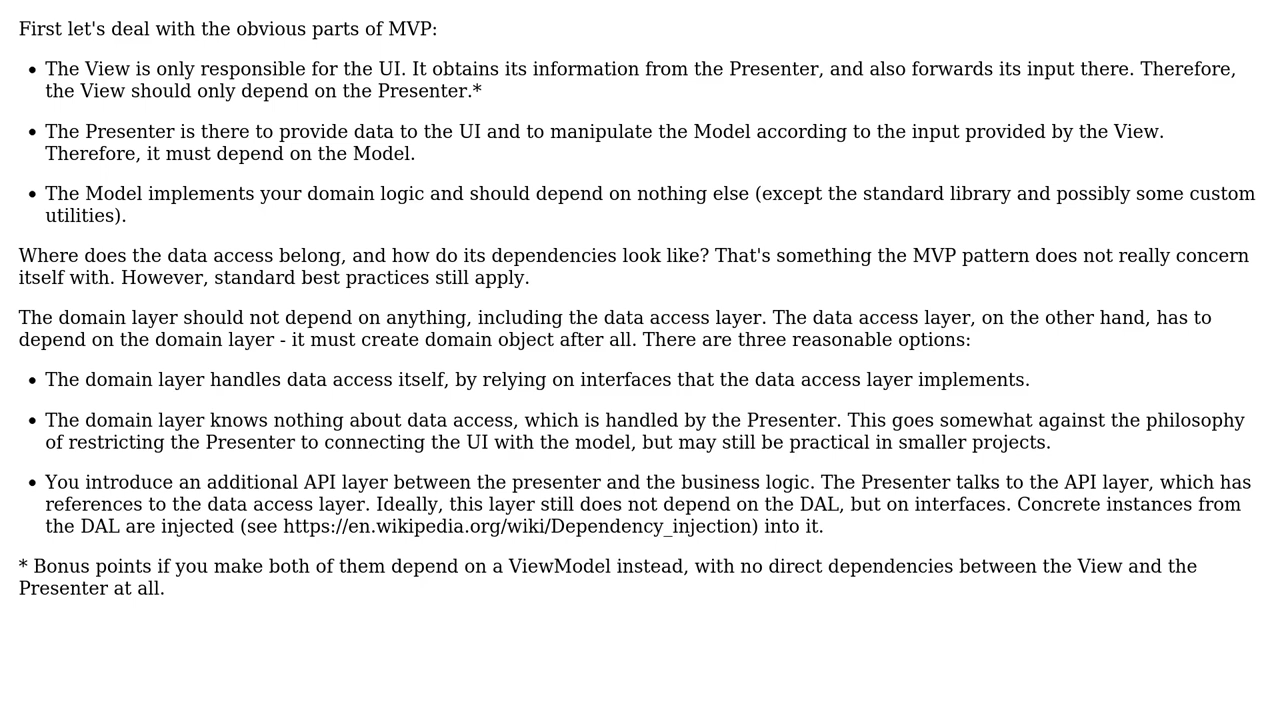 First let's deal with the obvious parts of MVP:
• The View is only responsible for the UI. It obtains its information from the Presenter, and also forwards its input there. Therefore,
the View should only depend on the Presenter.*
• The Presenter is there to provide data to the UI and to manipulate the Model according to the input provided by the View.
Therefore, it must depend on the Model.
• The Model implements your domain logic and should depend on nothing else (except the standard library and possibly some custom
utilities).
Where does the data access belong, and how do its dependencies look like? That's something the MVP pattern does not really concern
itself with. However, standard best practices still apply.
The domain layer should not depend on anything, including the data access layer. The data access layer, on the other hand, has to
depend on the domain layer - it must create domain object after all. There are three reasonable options:
• The domain layer handles data access itself, by relying on interfaces that the data access layer implements.
• The domain layer knows nothing about data access, which is handled by the Presenter. This goes somewhat against the philosophy
of restricting the Presenter to connecting the UI with the model, but may still be practical in smaller projects.
• You introduce an additional API layer between the presenter and the business logic. The Presenter talks to the API layer, which has
references to the data access layer. Ideally, this layer still does not depend on the DAL, but on interfaces. Concrete instances from
the DAL are injected (see https://en.wikipedia.org/wiki/Dependency_injection) into it.
* Bonus points if you make both of them depend on a ViewModel instead, with no direct dependencies between the View and the
Presenter at all.